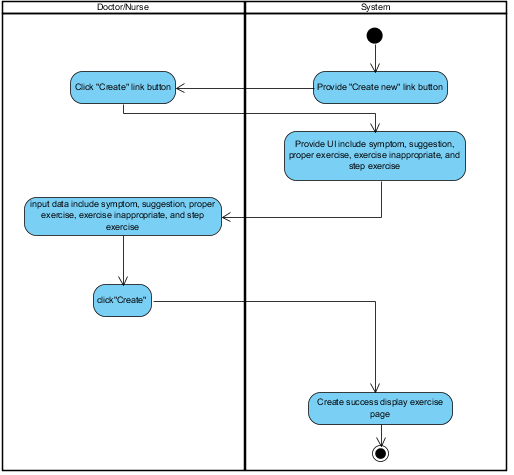 Doctor/Nurse
System
Provide "Create new" link button
Click "Create" link button
Provide UI include symptom, suggestion,
proper exercise, exercise inappropriate, and
step exercise
input data include symptom, suggestion, proper
exercise, exercise inappropriate, and step
exercise
click"Create"
Create success display exercise
page